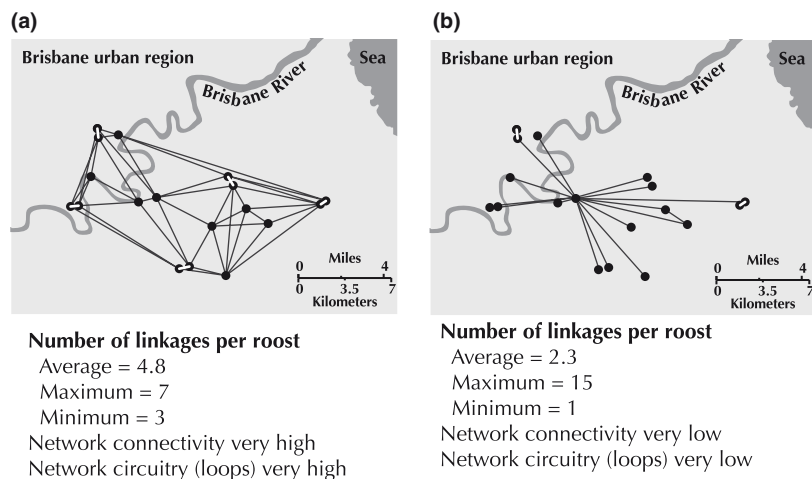 (a)
Brisbane urban region
Sea
Brisbane River
Miles
0 4
0 3.5 7
Kilometers
Number of linkages per roost
Average = 4.8
Maximum = 7
Minimum = 3
Network connectivity very high
Network circuitry (loops) very high
(b)
Brisbane urban region
Sea
Brisbane River
Miles
0 4
0 3.5 7
Kilometers
Number of linkages per roost
Average = 2.3
Maximum = 15
Minimum = 1
Network connectivity very low
Network circuitry (loops) very low